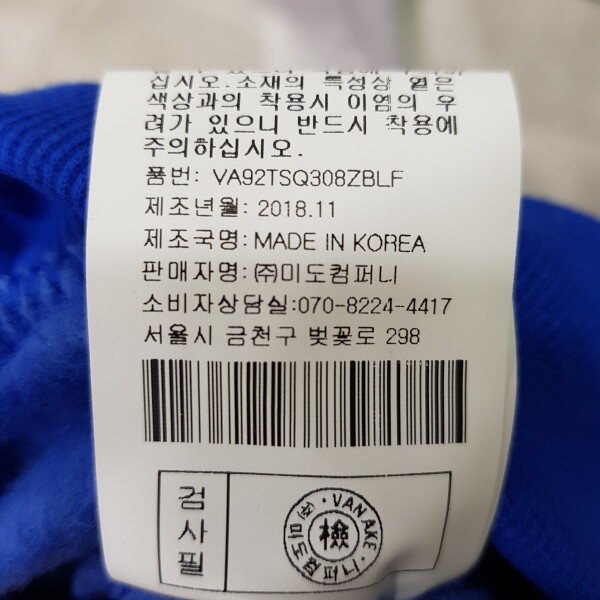 십시오.소재의 특성상 옅은
색상과의 착용시 이염의 우
려가 있으니 반드시 착용에
주의하십시오.
품번: VA92TSQ308ZBLF
제조년월: 2018.11
제조국명: MADE IN KOREA
판매자명: ㈜미도컴퍼니
소비자상담실:070-8224-4417
서울시 금천구 벚꽃로 298
검사필
VAN AKE
㈜미도컴퍼니
檢